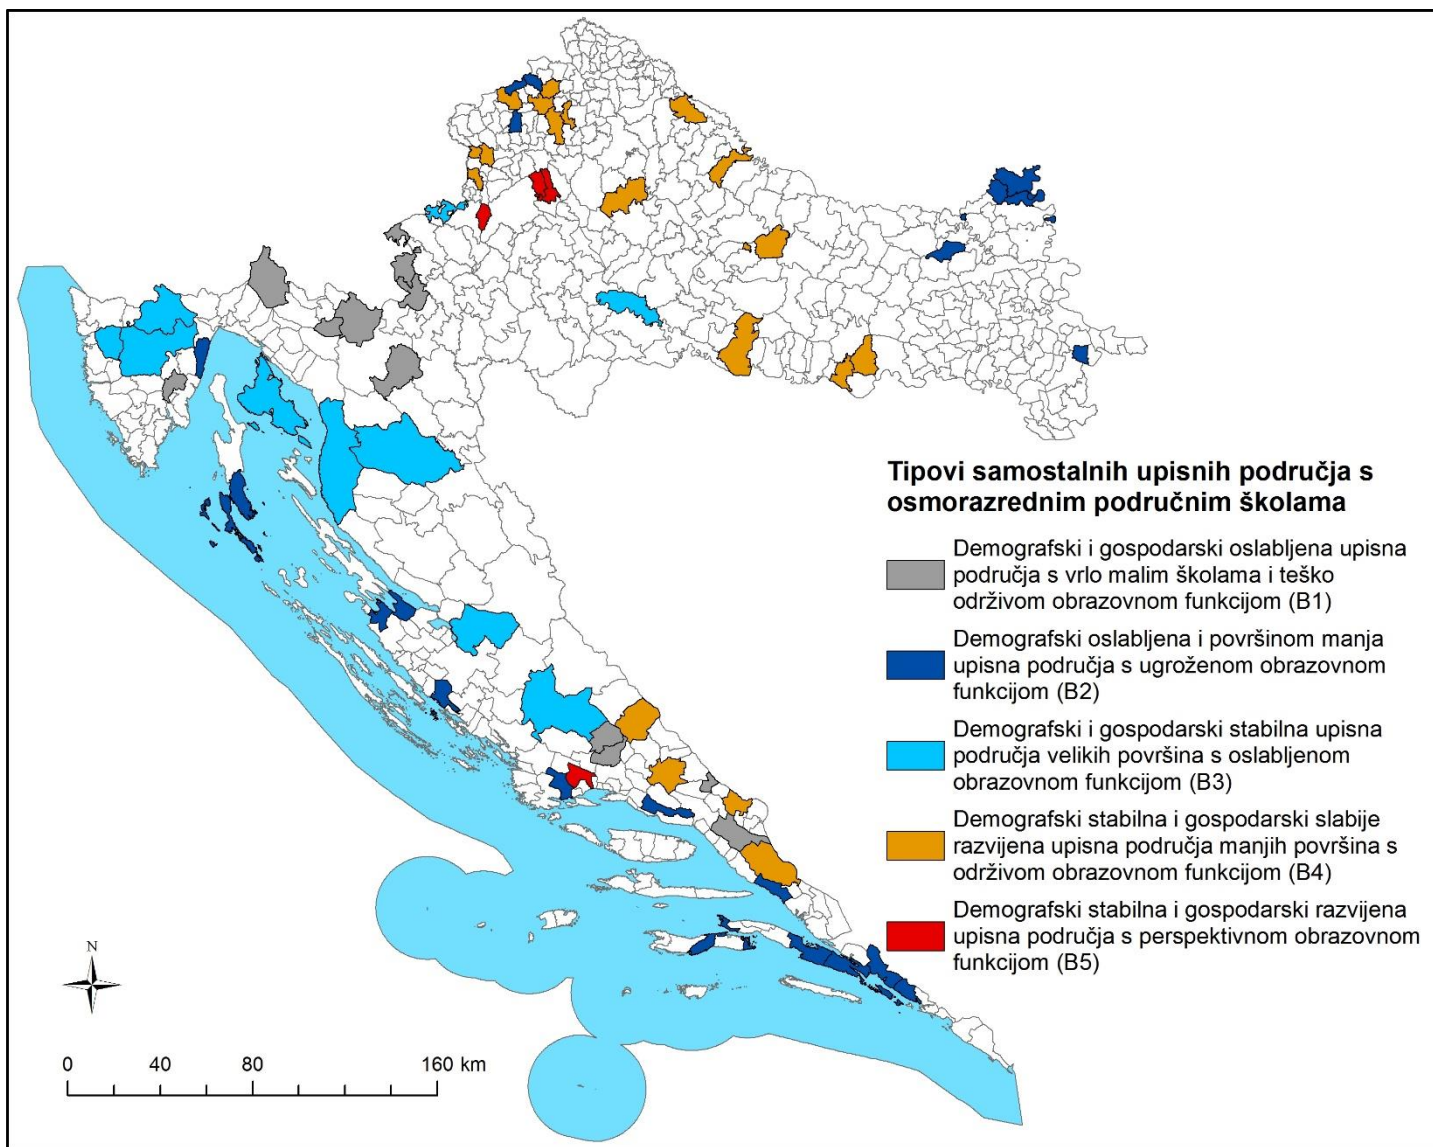 Tipovi samostalnih upisnih područja s
osmorazrednim područnim školama
Demografski i gospodarski oslabljena upisna
područja s vrlo malim školama i teško
održivom obrazovnom funkcijom (B1)
Demografski oslabljena i površinom manja
upisna područja s ugroženom obrazovnom
funkcijom (B2)
Demografski i gospodarski stabilna upisna
područja velikih površina s oslabljenom
obrazovnom funkcijom (B3)
Demografski stabilna i gospodarski slabije
razvijena upisna područja manjih površina s
održivom obrazovnom funkcijom (B4)
Demografski stabilna i gospodarski razvijena
upisna područja s perspektivnom obrazovnom
funkcijom (B5)
N
0 40 80 160 km